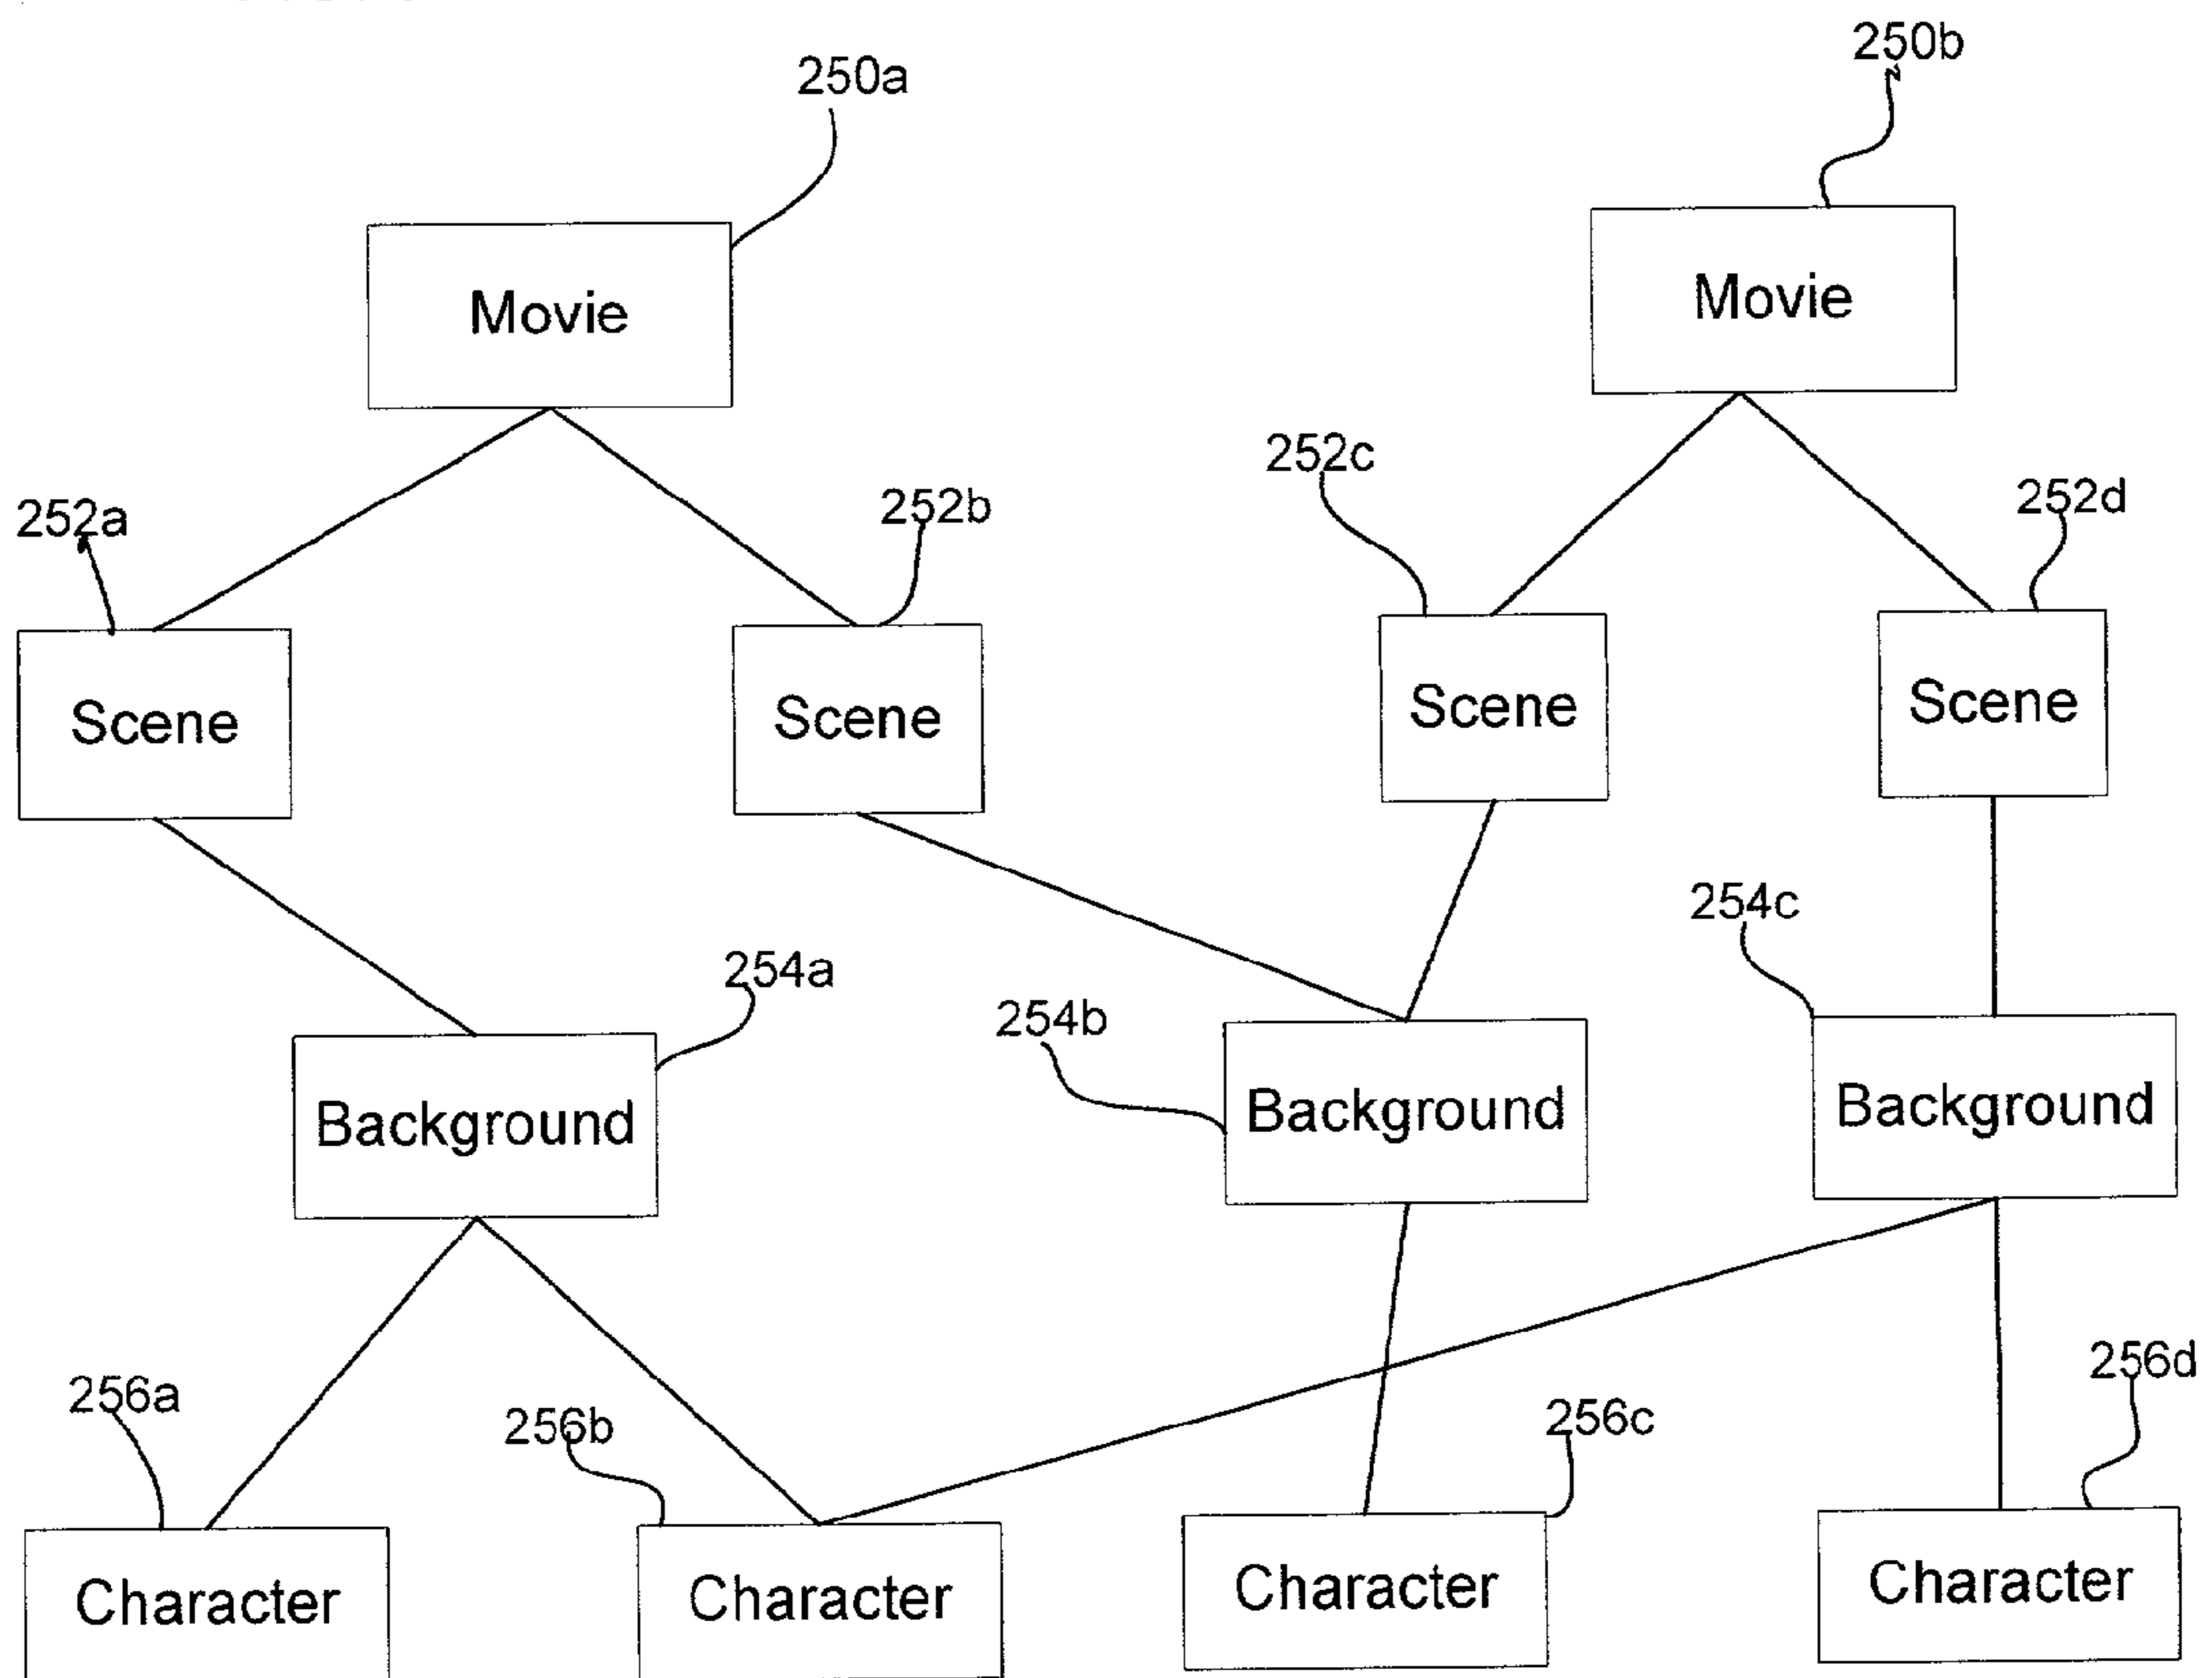 250a
250b
Movie
Movie
252a
252b
252c
252d
Scene
Scene
Scene
Scene
254a
254b
254c
Background
Background
Background
256a
256b
256c
256d
Character
Character
Character
Character